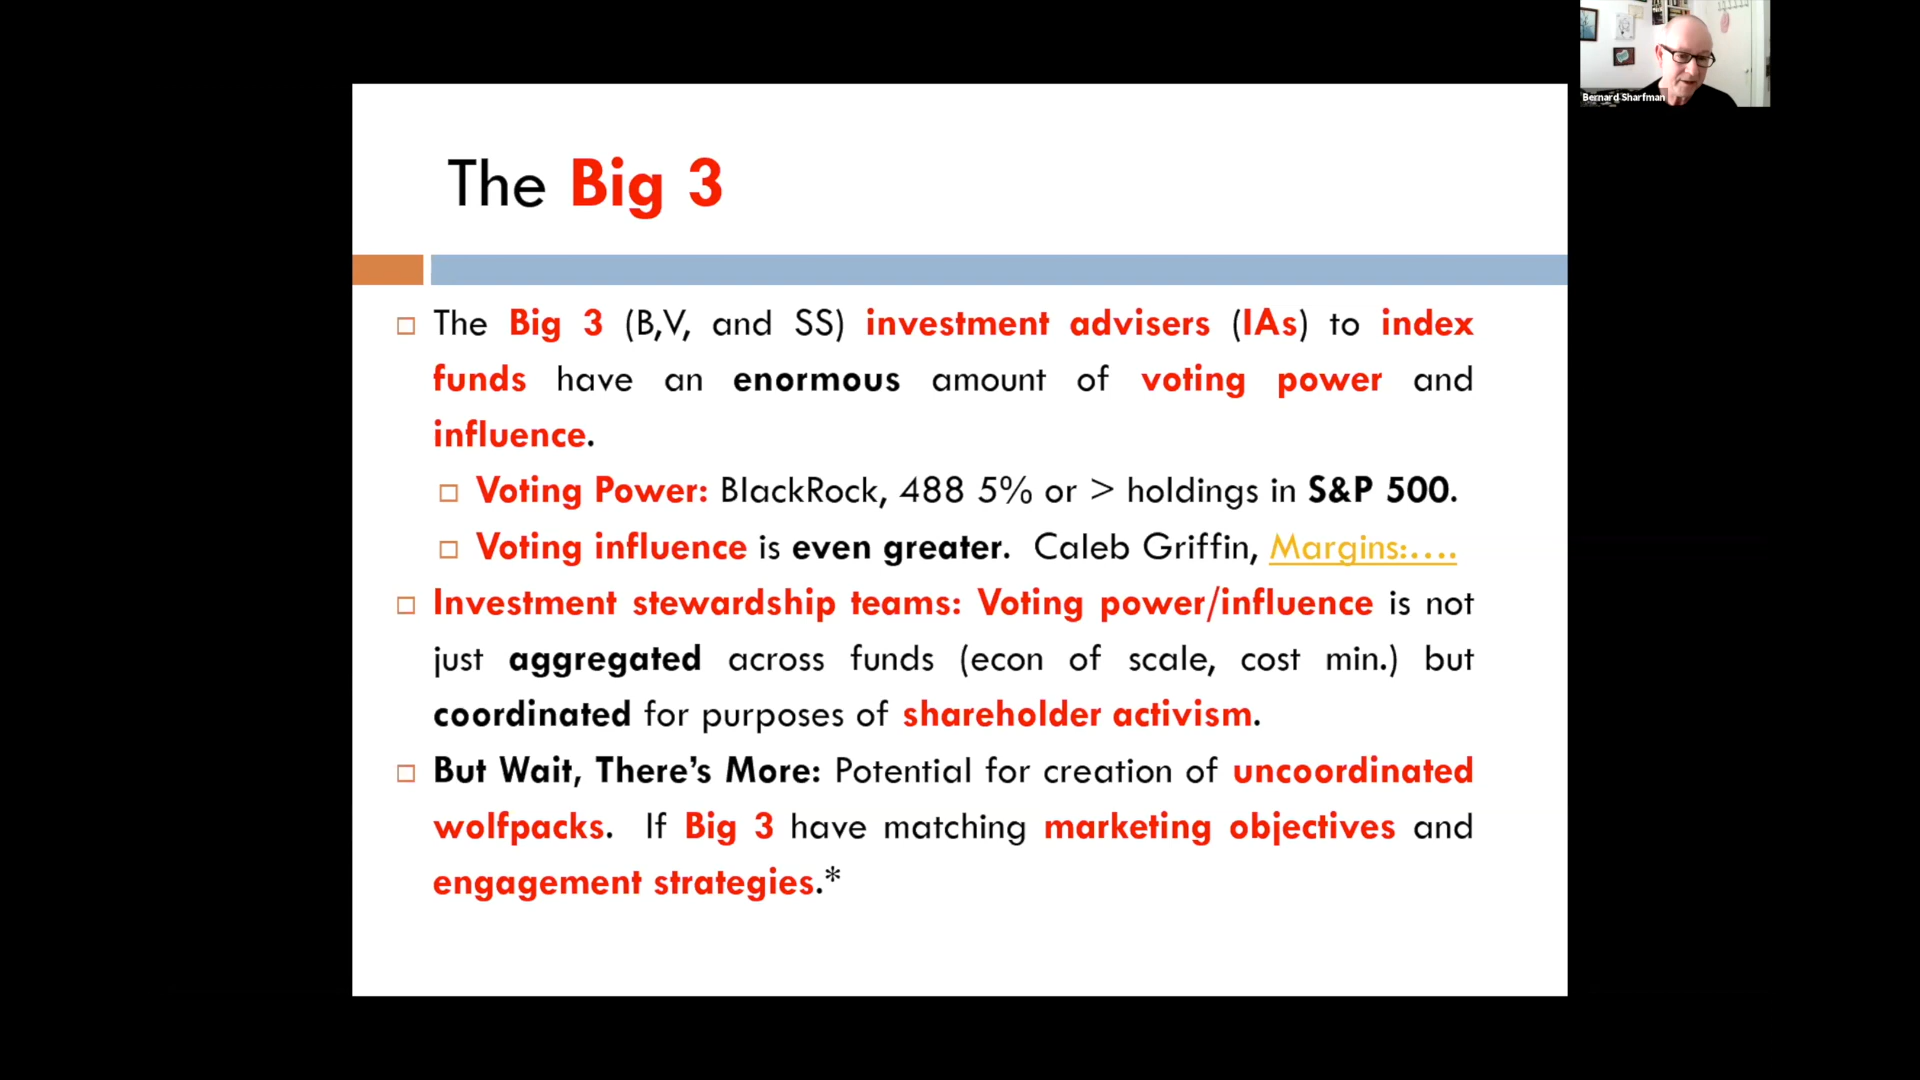 Bernard Sharfman
The Big 3
The Big 3 (B,V, and SS) investment advisers (IAs) to index
funds have an enormous amount of voting power and
influence.
Voting Power: BlackRock, 488 5% or > holdings in S&P 500.
Voting influence is even greater. Caleb Griffin, Margins:....
Investment stewardship teams: Voting power/influence is not
just aggregated across funds (econ of scale, cost min.) but
coordinated for purposes of shareholder activism.
But Wait, There’s More: Potential for creation of uncoordinated
wolfpacks. If Big 3 have matching marketing objectives and
engagement strategies.*